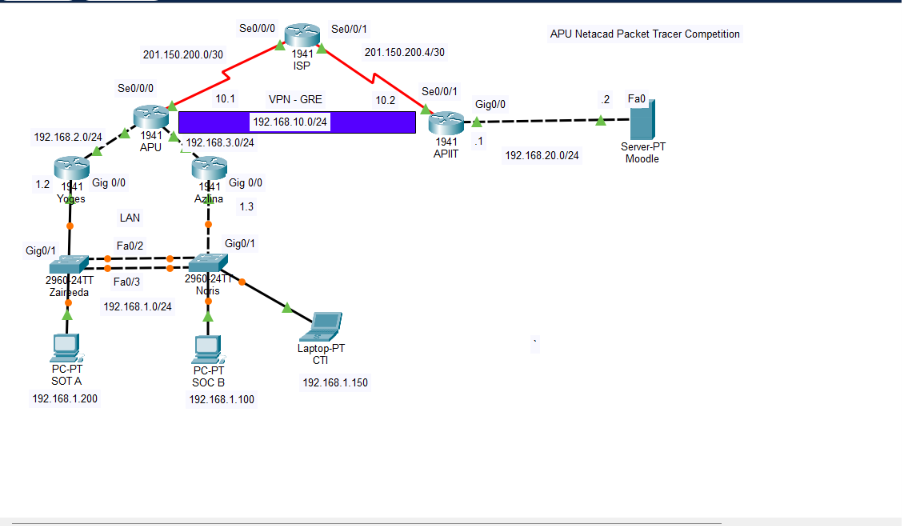 Se0/0/0
Se0/0/1
APU Netacad Packet Tracer Competition
201.150.200.0/30
1941
ISP
201.150.200.4/30
Se0/0/0
10.1
VPN - GRE
10.2
Se0/0/1
Gig0/0
.2
Fa0
192.168.10.0/24
192.168.2.0/24
1941
APU
192.168.3.0/24
1941
APIIT
.1
192.168.20.0/24
Server-PT
Moodle
1.2
1941
Yoges
Gig 0/0
1941
Azlina
Gig 0/0
1.3
LAN
Gig0/1
Fa0/2
Gig0/1
2960-24TT
Fa0/3
2960-24TT
Noris
192.168.1.0/24
PC-PT
SOT A
192.168.1.200
PC-PT
SOC B
192.168.1.100
Laptop-PT
CTI
192.168.1.150